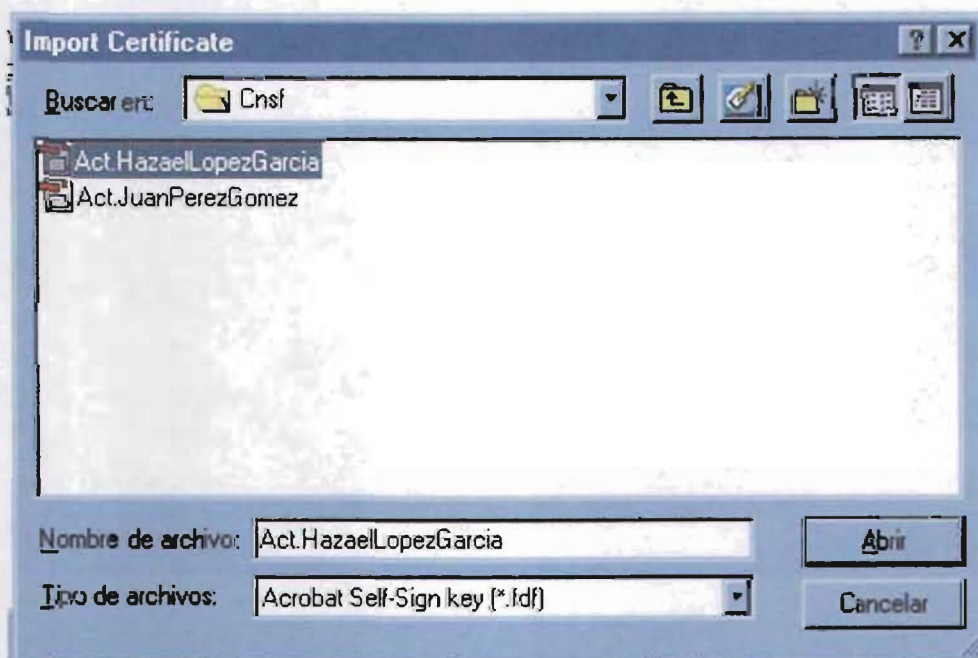 Import Certificate
Buscar en: Cnsf
Act.HazaelLopezGarcia
Act.JuanPerezGomez
Nombre de archivo: Act.HazaelLopezGarcia Abrir
Tipo de archivos: Acrobat Self-Sign key (*.fdf) Cancelar